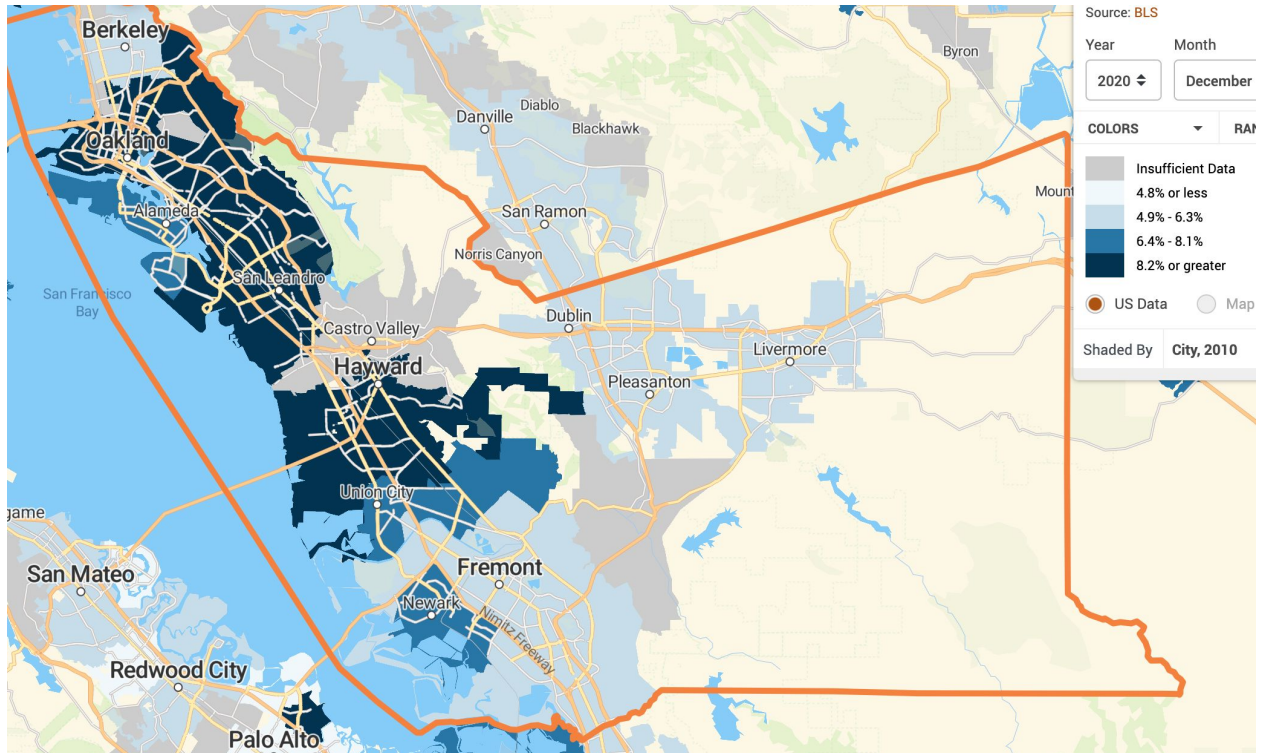 Berkeley
Oakland
Alameda
San Leandro
San Francisco
Bay
Castro Valley
Hayward
Union City
Fremont
Newark
Nimitz Freeway
game
San Mateo
Redwood City
Palo Alto
Danville
Diablo
Blackhawk
San Ramon
Norris Canyon
Dublin
Pleasanton
Livermore
Byron
Mount
Source: BLS
Year Month
2020 December
COLORS RAN
Insufficient Data
4.8% or less
4.9% - 6.3%
6.4% - 8.1%
8.2% or greater
US Data Map
Shaded By City, 2010